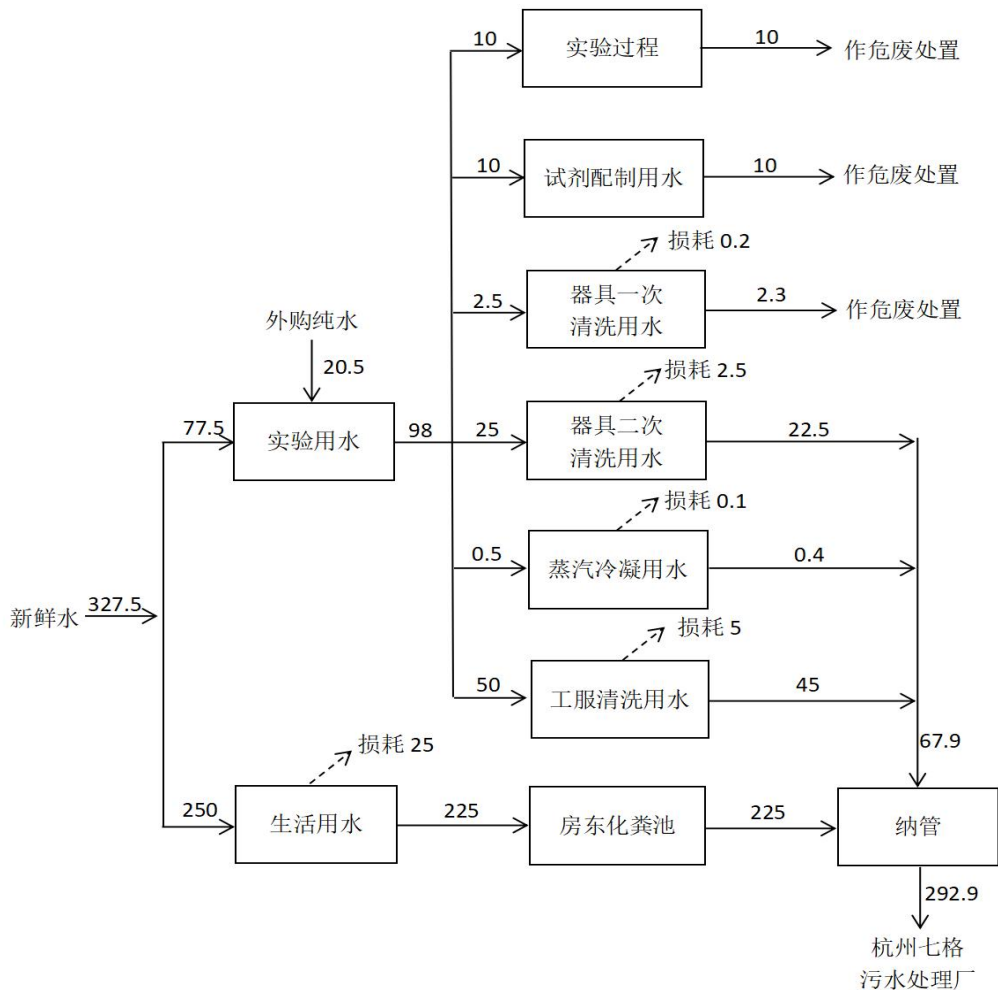 10
实验过程
10
作危废处置
10
试剂配制用水
10
作危废处置
损耗 0.2
2.5
器具一次
清洗用水
2.3
作危废处置
外购纯水
20.5
损耗 2.5
77.5
实验用水
98
25
器具二次
清洗用水
22.5
损耗 0.1
0.5
蒸汽冷凝用水
0.4
新鲜水
327.5
损耗 5
50
工服清洗用水
45
67.9
损耗 25
250
生活用水
225
房东化粪池
225
纳管
292.9
杭州七格
污水处理厂